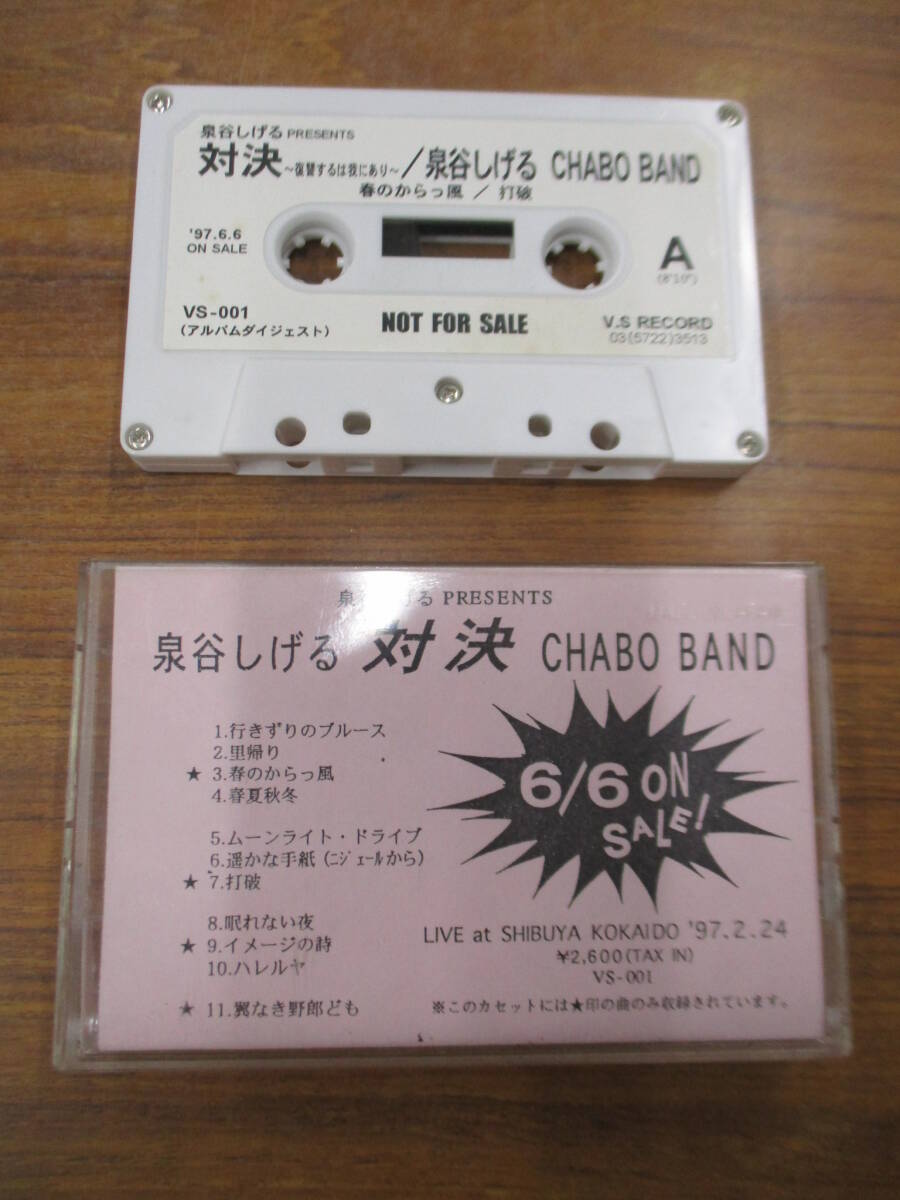 泉谷しげる PRESENTS
対決 ～復讐するは我にあり～ / 泉谷しげる CHABO BAND
春のからっ風 / 打破
'97.6.6
ON SALE
A
(8'10")
VS-001
(アルバムダイジェスト)
NOT FOR SALE
V.S RECORD
03(5722)3513
泉 げる PRESENTS
泉谷しげる 対決 CHABO BAND
1.行きずりのブルース
2.里帰り
★ 3.春のからっ風
4.春夏秋冬
5.ムーンライト・ドライブ
6.遥かな手紙 (ﾆｼﾞｪｰﾙから)
★ 7.打破
8.眠れない夜
★ 9.イメージの詩
10.ハレルヤ
★ 11.翼なき野郎ども
6/6 ON
SALE!
LIVE at SHIBUYA KOKAIDO '97.2.24
¥2,600(TAX IN)
VS-001
※このカセットには★印の曲のみ収録されています。